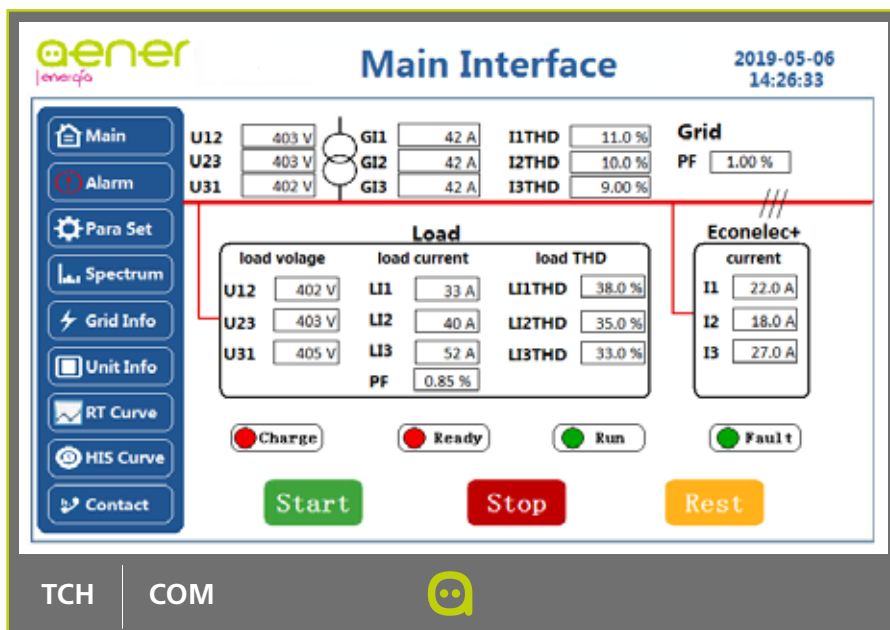 aener
energía
Main Interface
2019-05-06
14:26:33
Main
Alarm
Para Set
Spectrum
Grid Info
Unit Info
RT Curve
HIS Curve
Contact
U12 403 V GI1 42 A I1THD 11.0 % Grid
U23 403 V GI2 42 A I2THD 10.0 % PF 1.00 %
U31 402 V GI3 42 A I3THD 9.00 %
Load
load volage load current load THD
U12 402 V LI1 33 A LI1THD 38.0 %
U23 403 V LI2 40 A LI2THD 35.0 %
U31 405 V LI3 52 A LI3THD 33.0 %
PF 0.85 %
Econelec+
current
I1 22.0 A
I2 18.0 A
I3 27.0 A
Charge Ready Run Fault
Start Stop Rest
TCH COM